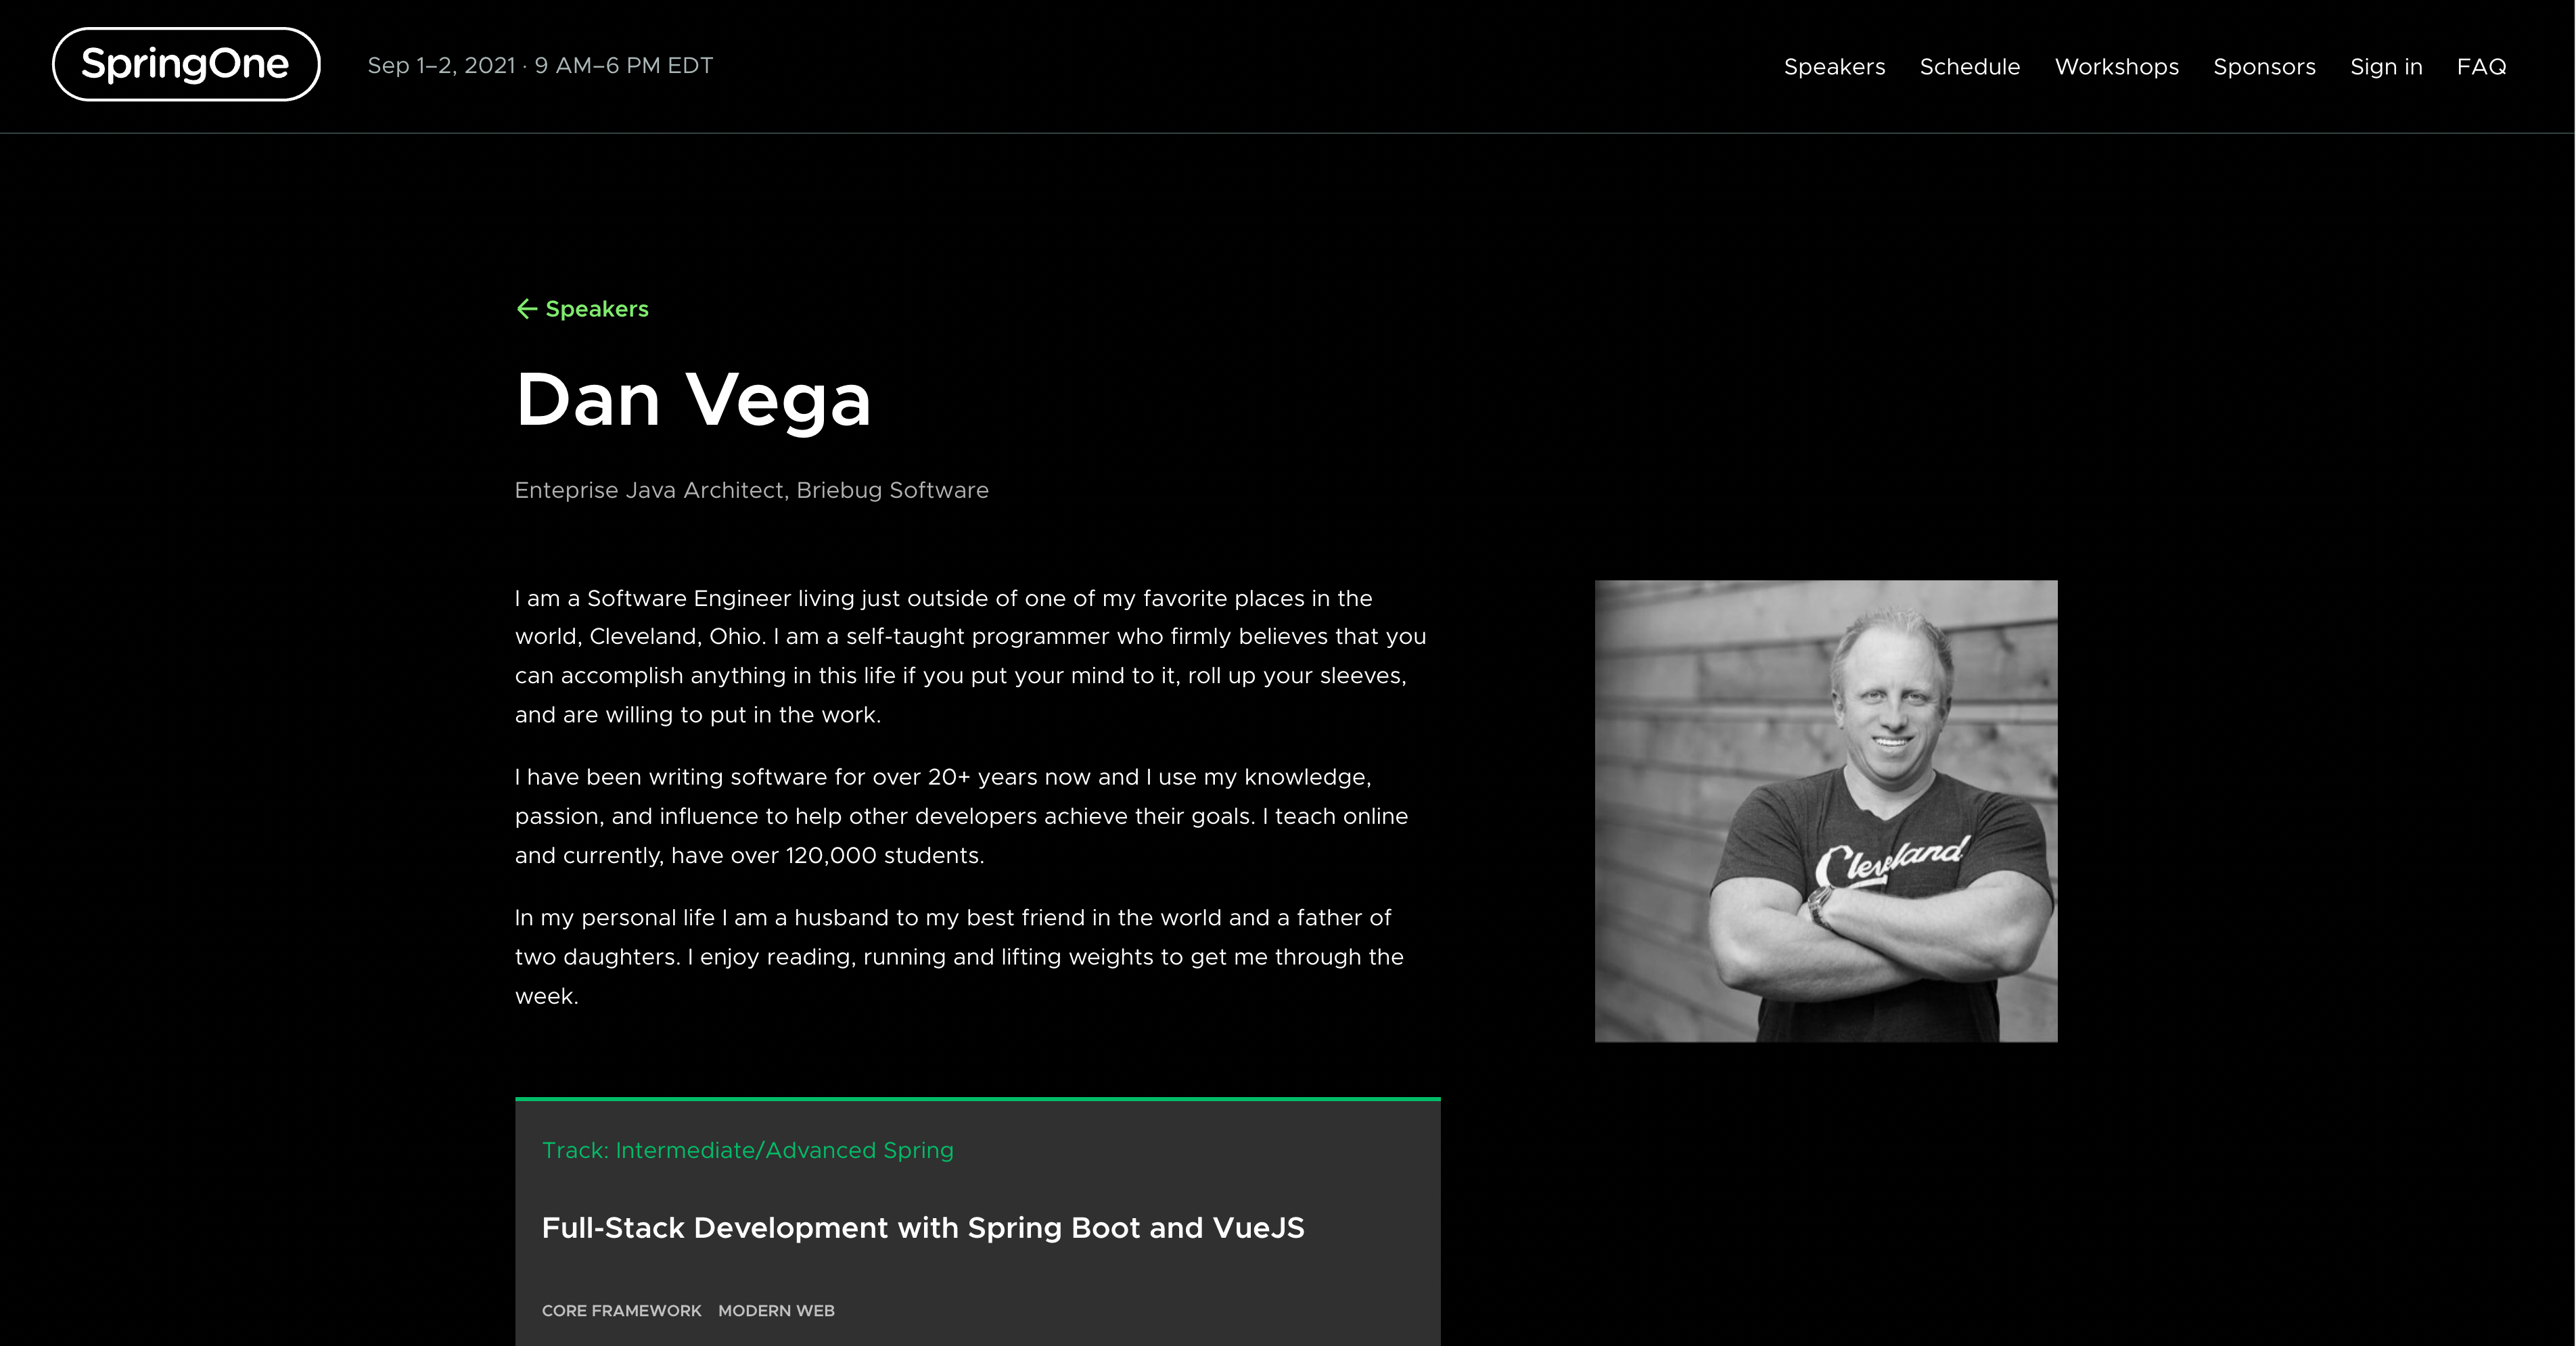 SpringOne
Sep 1–2, 2021 · 9 AM–6 PM EDT
Speakers
Schedule
Workshops
Sponsors
Sign in
FAQ
← Speakers
Dan Vega
Enteprise Java Architect, Briebug Software
I am a Software Engineer living just outside of one of my favorite places in the
world, Cleveland, Ohio. I am a self-taught programmer who firmly believes that you
can accomplish anything in this life if you put your mind to it, roll up your sleeves,
and are willing to put in the work.
I have been writing software for over 20+ years now and I use my knowledge,
passion, and influence to help other developers achieve their goals. I teach online
and currently, have over 120,000 students.
In my personal life I am a husband to my best friend in the world and a father of
two daughters. I enjoy reading, running and lifting weights to get me through the
week.
Cleveland
Track: Intermediate/Advanced Spring
Full-Stack Development with Spring Boot and VueJS
CORE FRAMEWORK MODERN WEB